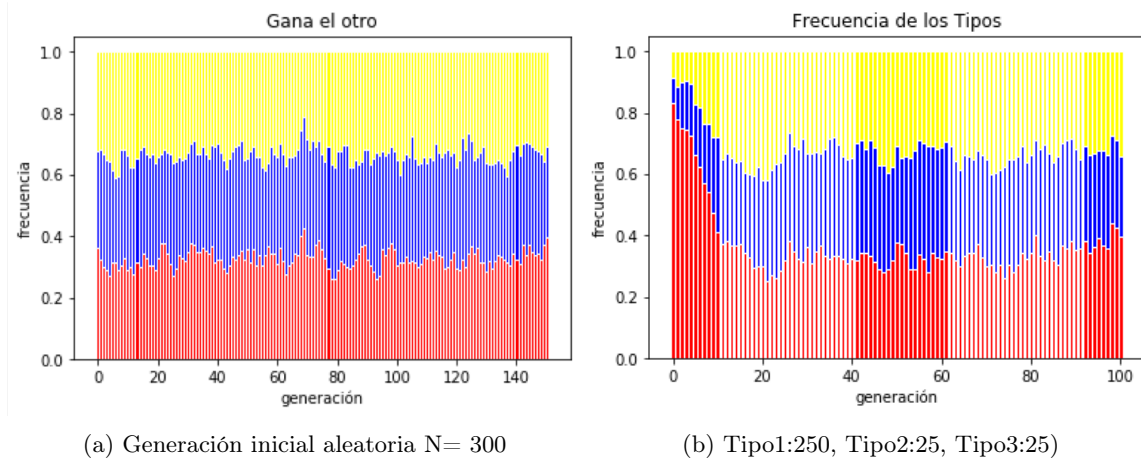 Gana el otro
1.0
0.8
0.6
0.4
0.2
0.0
frecuencia
0 20 40 60 80 100 120 140
generación
(a) Generación inicial aleatoria N= 300
Frecuencia de los Tipos
1.0
0.8
0.6
0.4
0.2
0.0
frecuencia
0 20 40 60 80 100
generación
(b) Tipo1:250, Tipo2:25, Tipo3:25)